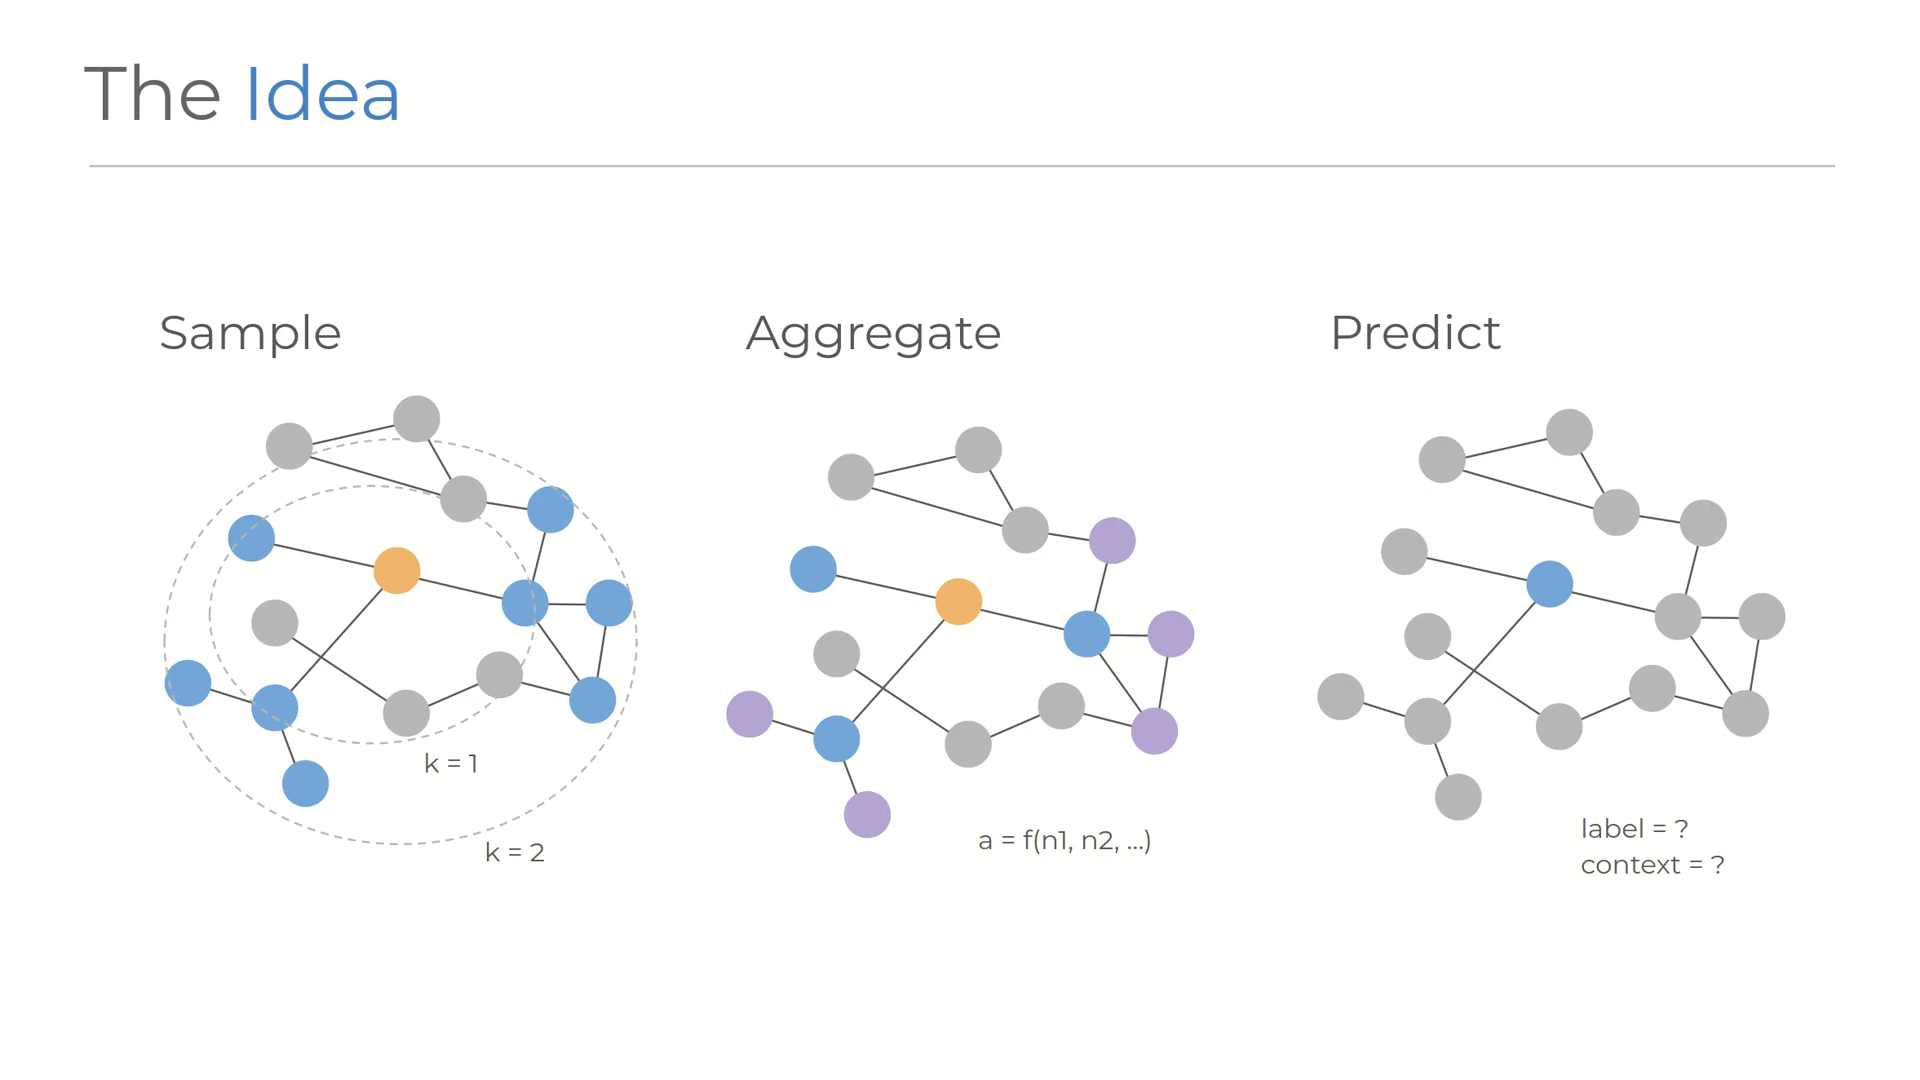 The Idea
Sample
Aggregate
Predict
k = 1
k = 2
a = f(n1, n2, ...)
label = ?
context = ?